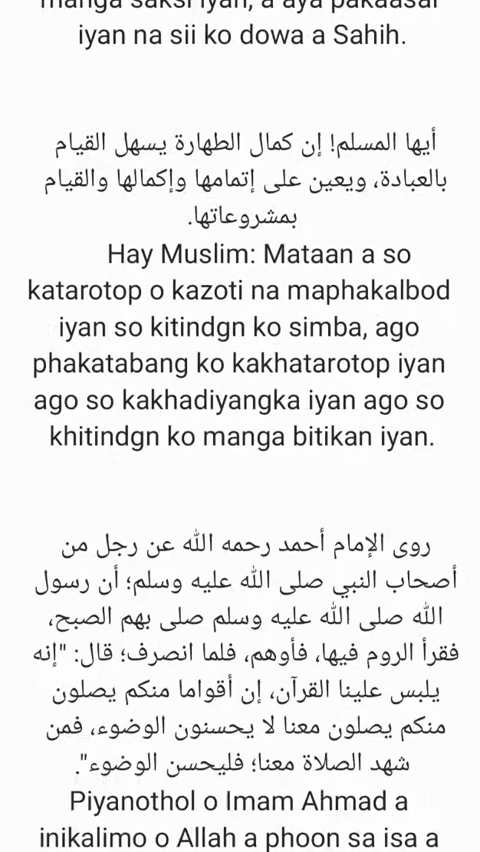 manga saksi iyan, a aya pakaasar
iyan na sii ko dowa a Sahih.
أيها المسلم! إن كمال الطهارة يسهل القيام
بالعبادة، ويعين على إتمامها وإكمالها والقيام
بمشروعاتها.
Hay Muslim: Mataan a so
katarotop o kazoti na maphakalbod
iyan so kitindgn ko simba, ago
phakatabang ko kakhatarotop iyan
ago so kakhadiyangka iyan ago so
khitindgn ko manga bitikan iyan.
روى الإمام أحمد رحمه الله عن رجل من
أصحاب النبي صلى الله عليه وسلم؛ أن رسول
الله صلى الله عليه وسلم صلى بهم الصبح،
فقرأ الروم فيها، فأوهم، فلما انصرف؛ قال: "إنه
يلبس علينا القرآن، إن أقواما منكم يصلون
منكم يصلون معنا لا يحسنون الوضوء، فمن
شهد الصلاة معنا؛ فليحسن الوضوء".
Piyanothol o Imam Ahmad a
inikalimo o Allah a phoon sa isa a